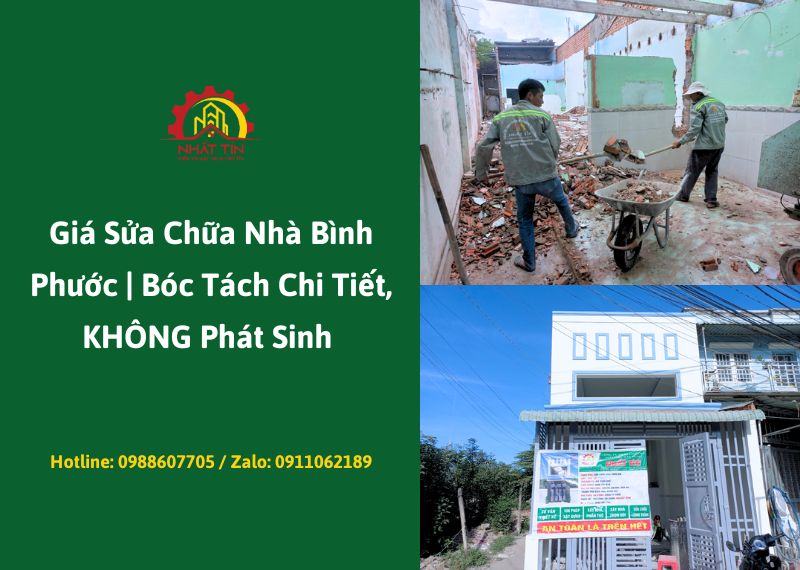 NHẤT TÍN
Giá Sửa Chữa Nhà Bình
Phước | Bóc Tách Chi Tiết,
KHÔNG Phát Sinh
Hotline: 0988607705 / Zalo: 0911062189
AN TOÀN LÀ TRÊN HẾT